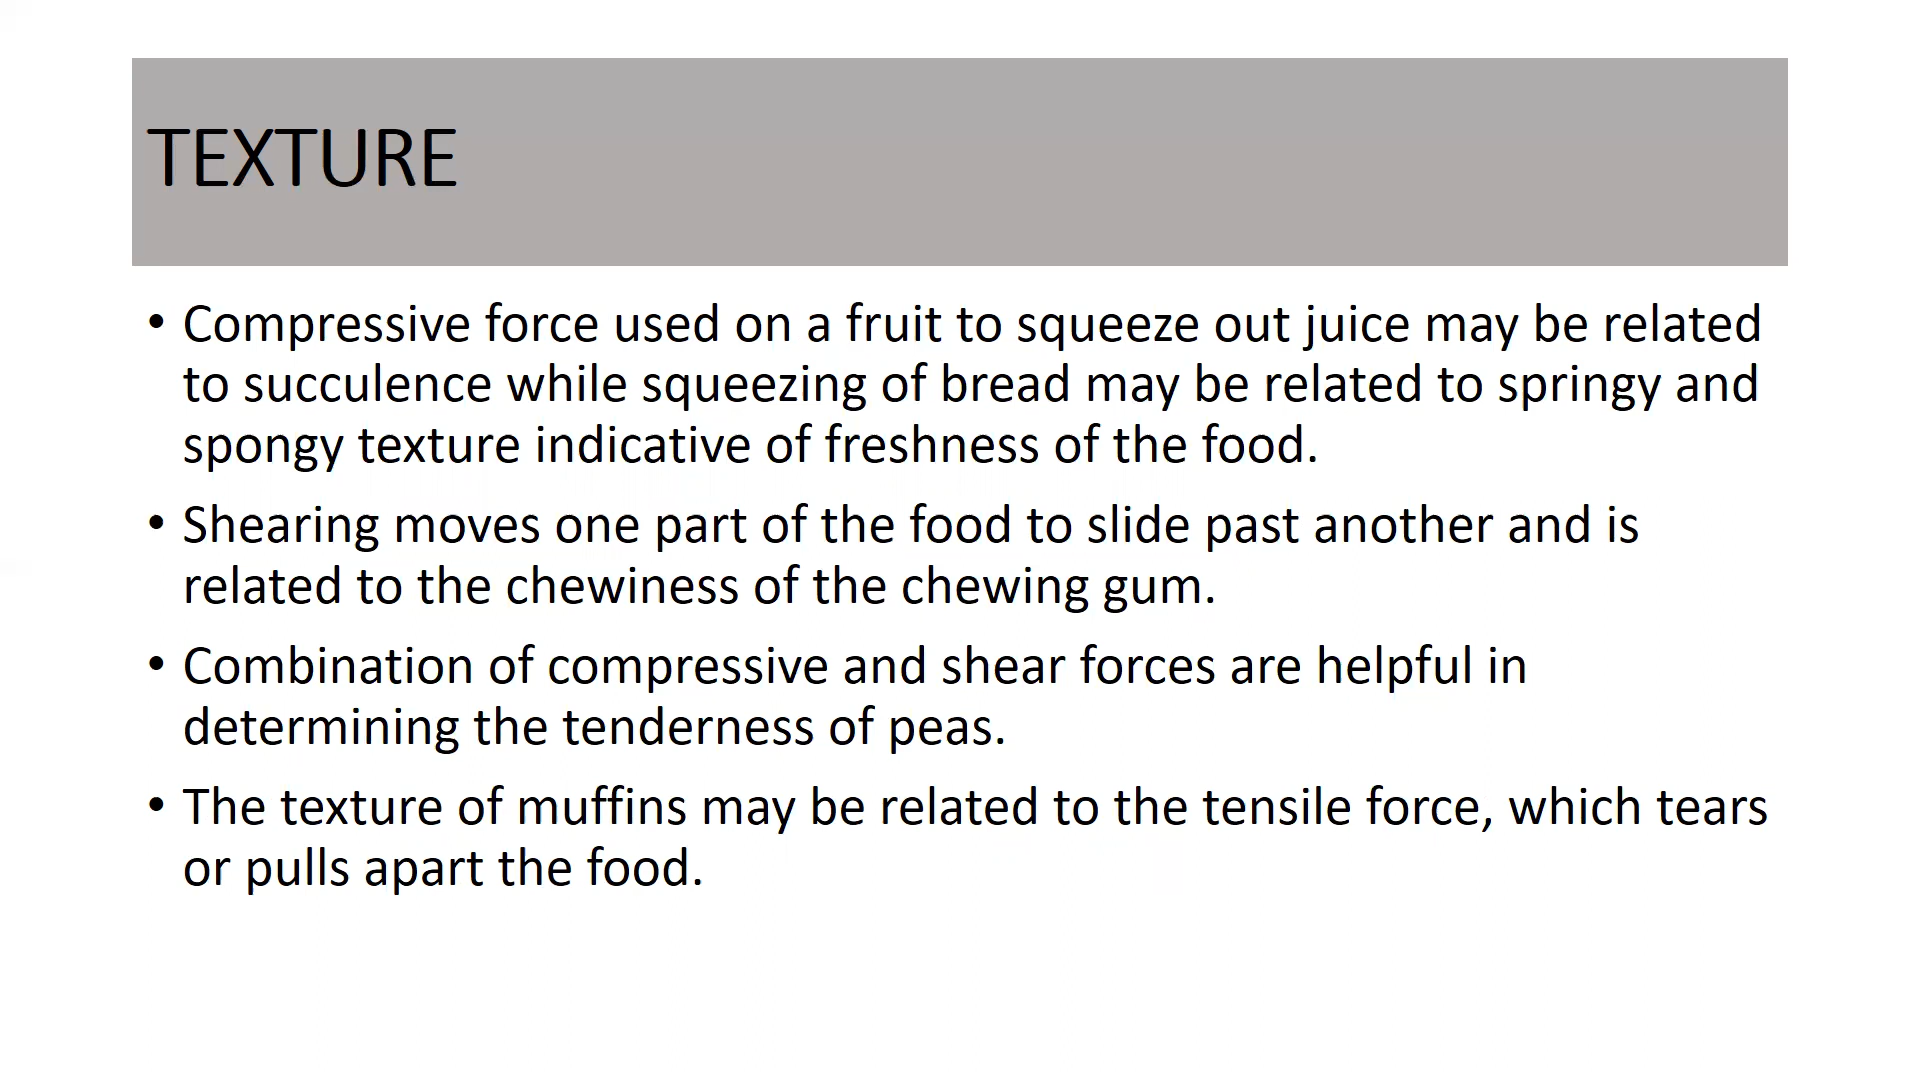 TEXTURE
• Compressive force used on a fruit to squeeze out juice may be related
to succulence while squeezing of bread may be related to springy and
spongy texture indicative of freshness of the food.
• Shearing moves one part of the food to slide past another and is
related to the chewiness of the chewing gum.
• Combination of compressive and shear forces are helpful in
determining the tenderness of peas.
• The texture of muffins may be related to the tensile force, which tears
or pulls apart the food.